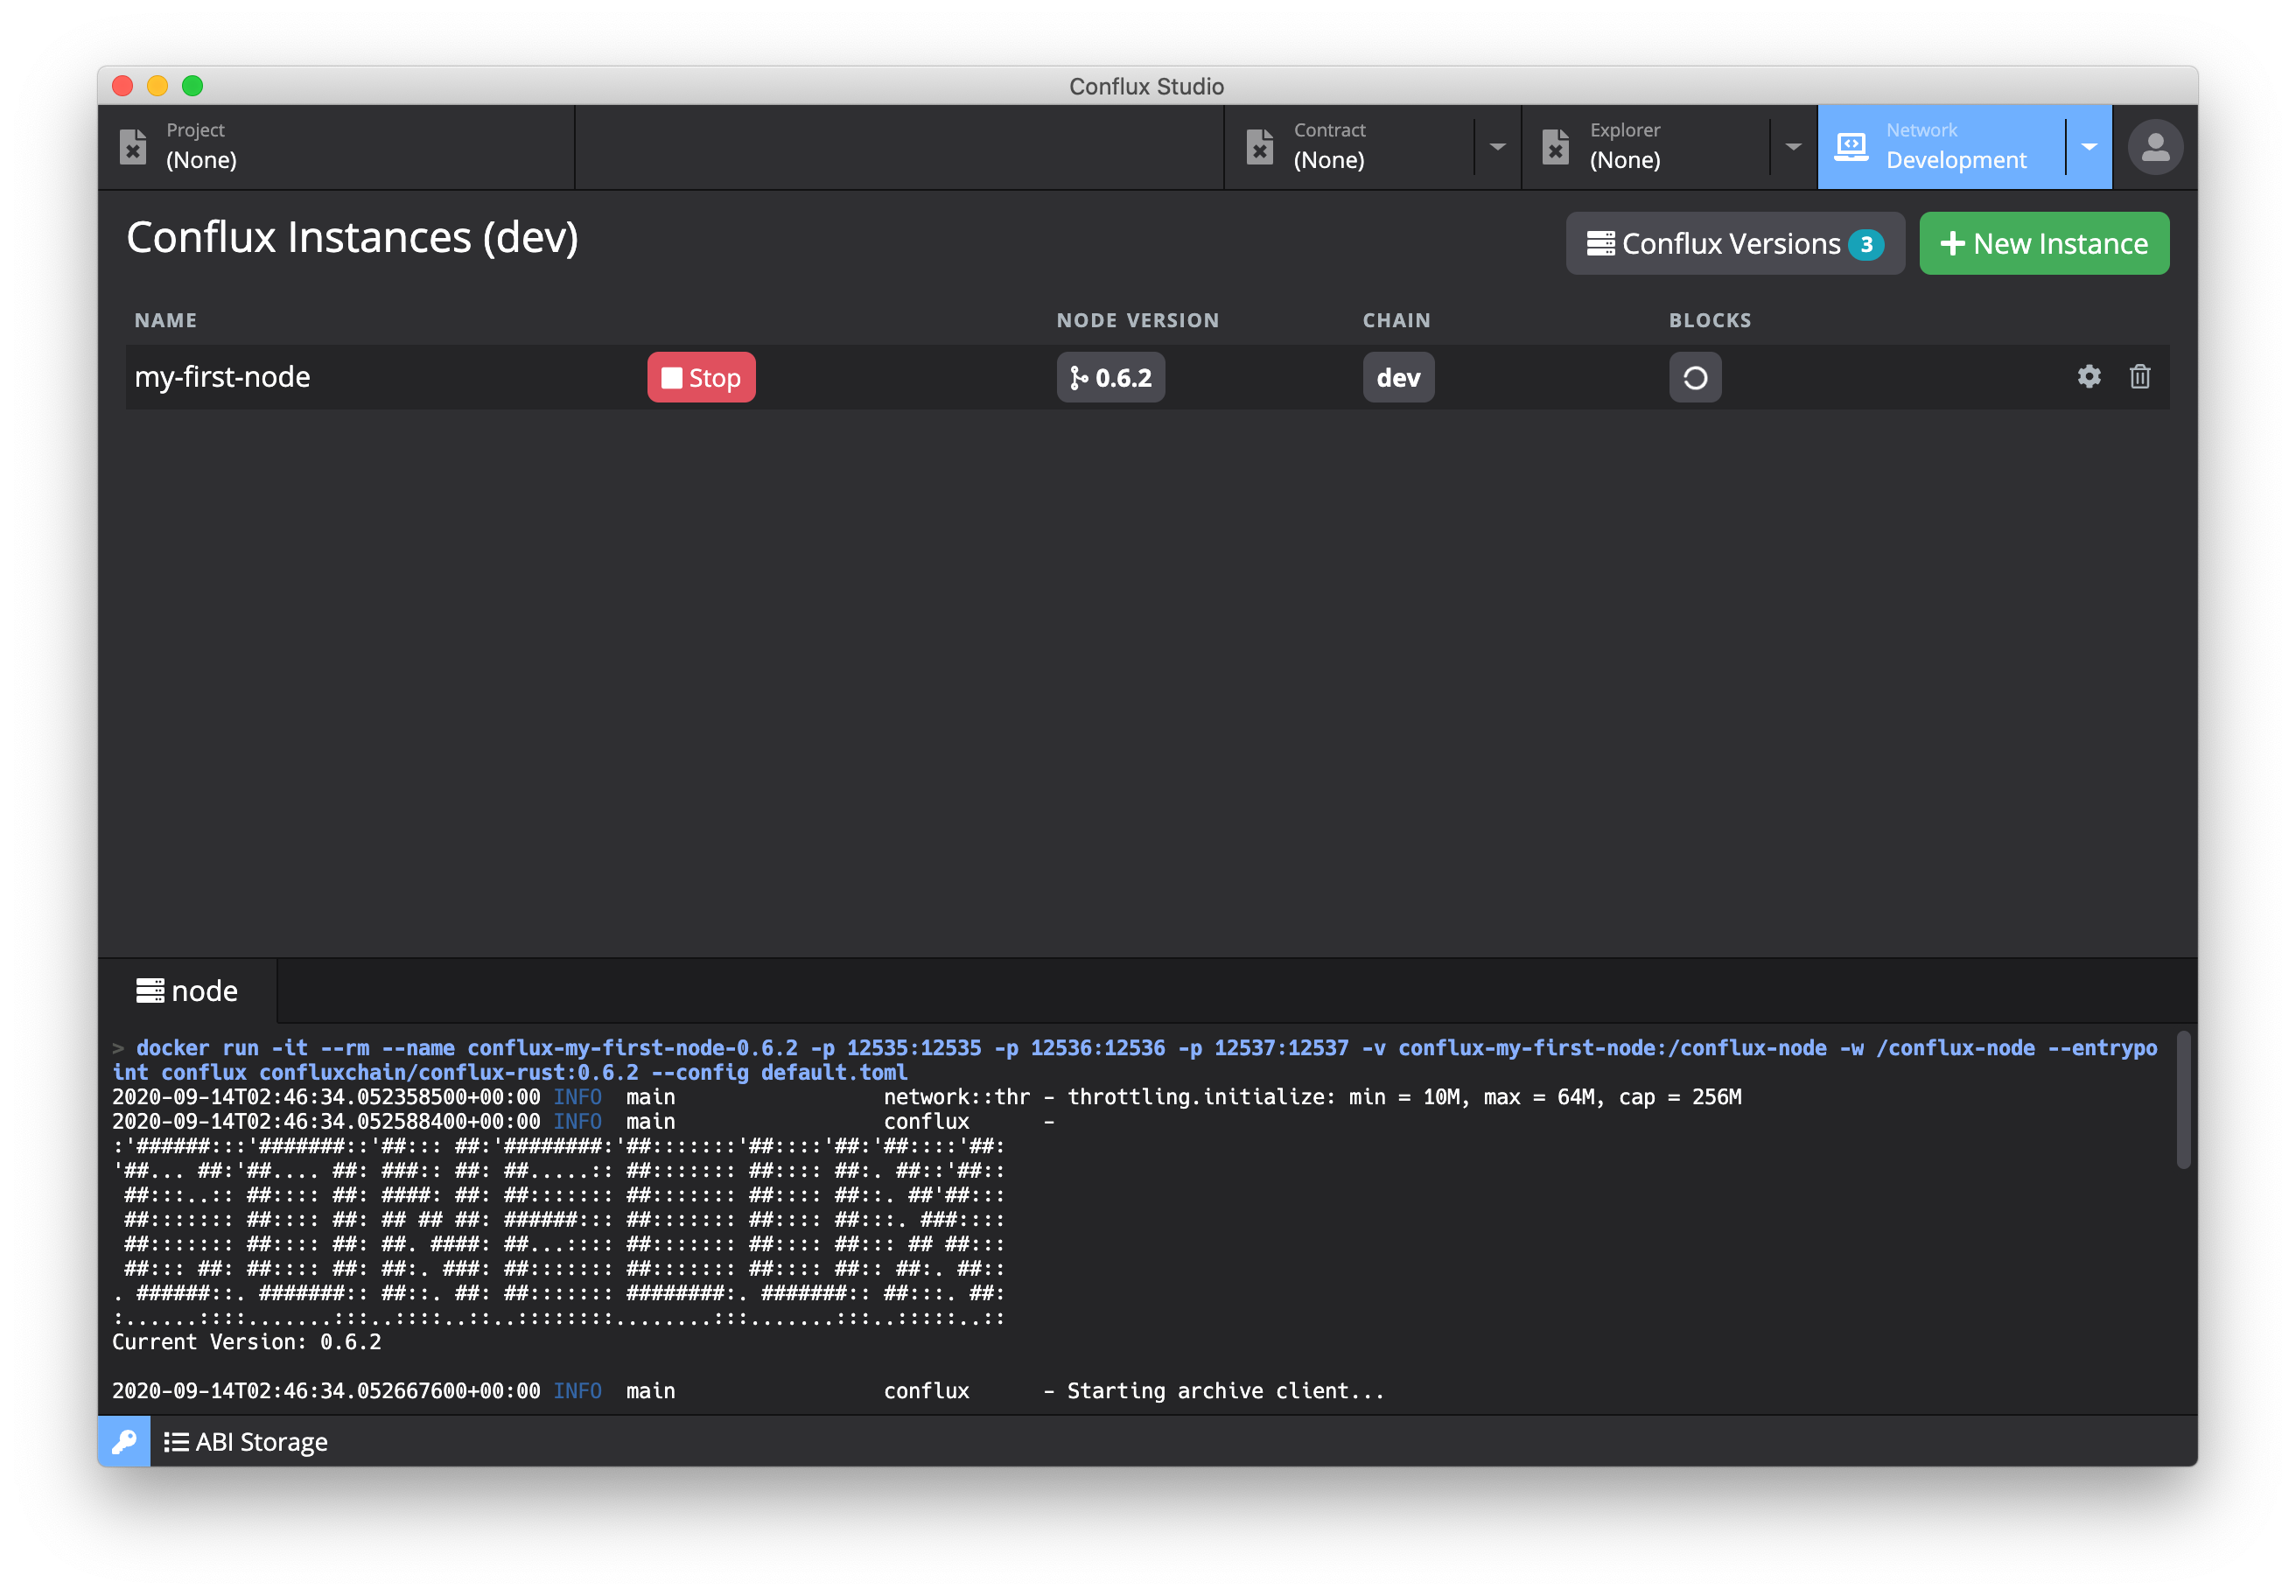 Conflux Studio
Project
(None)
Contract
(None)
Explorer
(None)
Network
Development
Conflux Instances (dev)
Conflux Versions 3
New Instance
NAME NODE VERSION CHAIN BLOCKS
my-first-node Stop 0.6.2 dev
node
> docker run -it --rm --name conflux-my-first-node-0.6.2 -p 12535:12535 -p 12536:12536 -p 12537:12537 -v conflux-my-first-node:/conflux-node -w /conflux-node --entrypo
int conflux confluxchain/conflux-rust:0.6.2 --config default.toml
2020-09-14T02:46:34.052358500+00:00 INFO  main                 network::thr - throttling.initialize: min = 10M, max = 64M, cap = 256M
2020-09-14T02:46:34.052588400+00:00 INFO  main                 conflux      -
:'######:::'#######::'##::: ##:'########:'##:::::::'##::::'##:'##::::'##:
'##... ##:'##.... ##: ###:: ##: ##.....:: ##::::::: ##:::: ##:. ##::'##::
 ##:::..:: ##:::: ##: ####: ##: ##::::::: ##::::::: ##:::: ##::. ##'##:::
 ##::::::: ##:::: ##: ## ## ##: ######::: ##::::::: ##:::: ##:::. ###::::
 ##::::::: ##:::: ##: ##. ####: ##...:::: ##::::::: ##:::: ##::: ## ##:::
 ##::: ##: ##:::: ##: ##:. ###: ##::::::: ##::::::: ##:::: ##:: ##:. ##::
. ######::. #######:: ##::. ##: ##::::::: ########:. #######:: ##:::. ##:
:......::::.......:::..::::..::..::::::::........:::.......:::..:::::..::
Current Version: 0.6.2
2020-09-14T02:46:34.052667600+00:00 INFO  main                 conflux      - Starting archive client...
ABI Storage